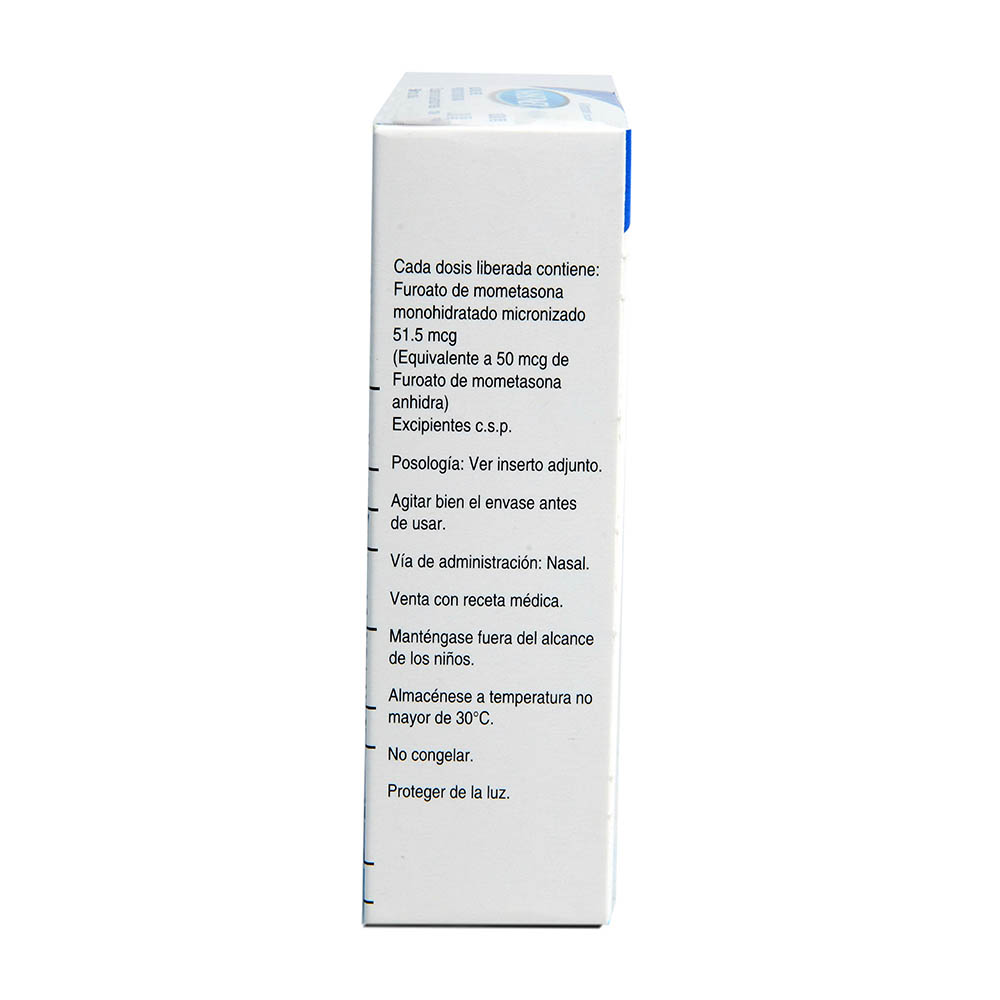 Cada dosis liberada contiene:
Furoato de mometasona
monohidratado micronizado
51.5 mcg
(Equivalente a 50 mcg de
Furoato de mometasona
anhidra)
Excipientes c.s.p.
Posología: Ver inserto adjunto.
Agitar bien el envase antes
de usar.
Vía de administración: Nasal.
Venta con receta médica.
Manténgase fuera del alcance
de los niños.
Almacénese a temperatura no
mayor de 30°C.
No congelar.
Proteger de la luz.